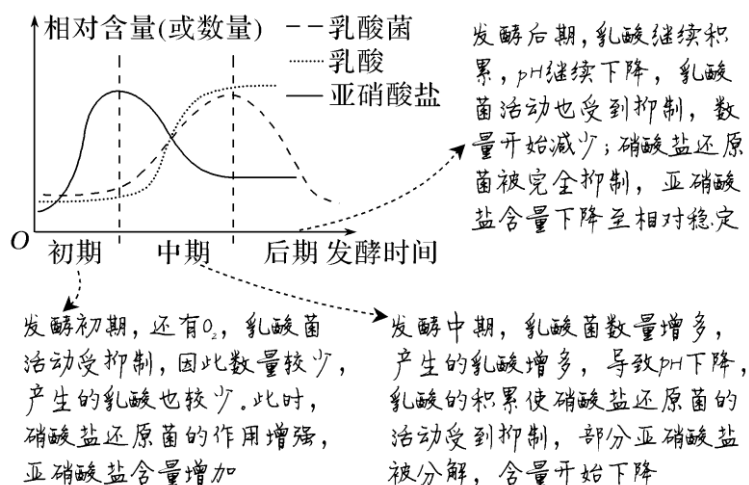 相对含量(或数量)
乳酸菌
乳酸
亚硝酸盐
O
初期
中期
后期
发酵时间
发酵后期,乳酸继续积
累,pH继续下降,乳酸
菌活动也受到抑制,数
量开始减少;硝酸盐还原
菌被完全抑制,亚硝酸
盐含量下降至相对稳定
发酵初期,还有O₂,乳酸菌
活动受抑制,因此数量较少,
产生的乳酸也较少。此时,
硝酸盐还原菌的作用增强,
亚硝酸盐含量增加
发酵中期,乳酸菌数量增多,
产生的乳酸增多,导致pH下降,
乳酸的积累使硝酸盐还原菌的
活动受到抑制,部分亚硝酸盐
被分解,含量开始下降